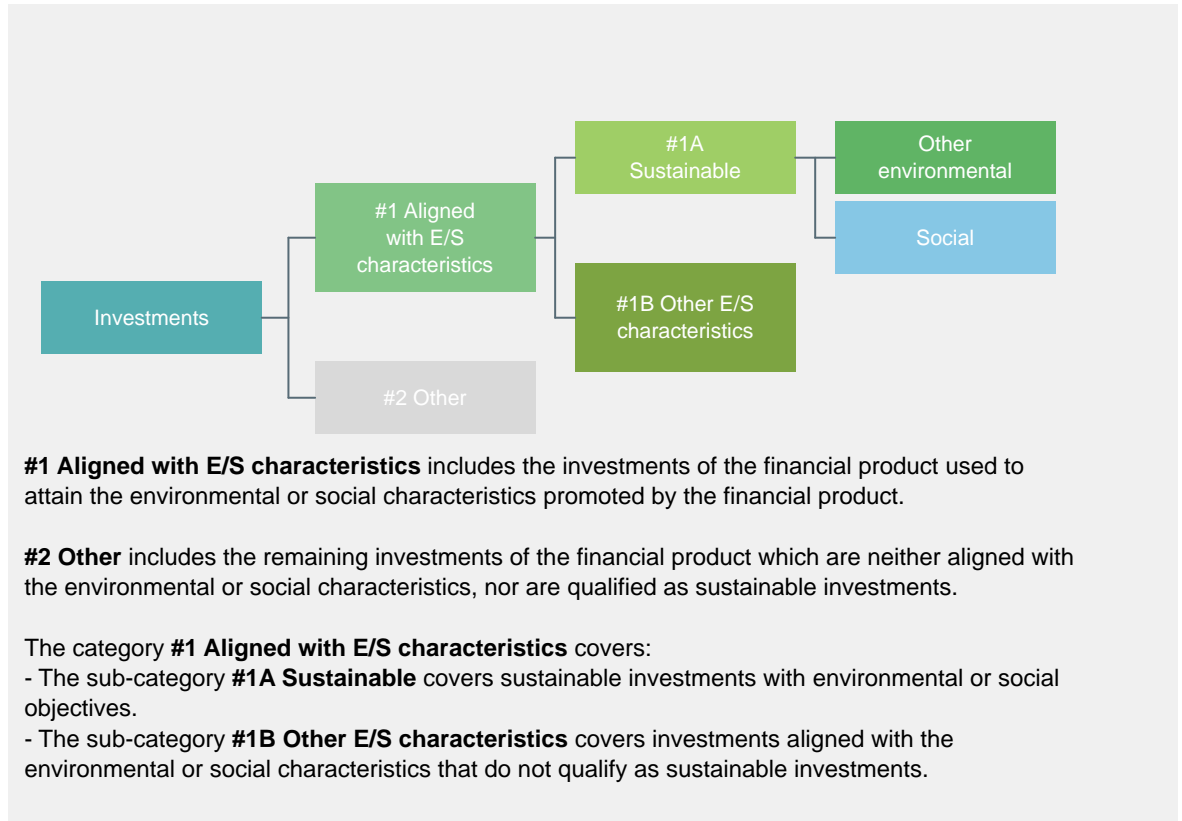 #1A
Sustainable
Other
environmental
#1 Aligned
with E/S
characteristics
Social
Investments
#1B Other E/S
characteristics
#2 Other
#1 Aligned with E/S characteristics includes the investments of the financial product used to
attain the environmental or social characteristics promoted by the financial product.
#2 Other includes the remaining investments of the financial product which are neither aligned with
the environmental or social characteristics, nor are qualified as sustainable investments.
The category #1 Aligned with E/S characteristics covers:
- The sub-category #1A Sustainable covers sustainable investments with environmental or social
objectives.
- The sub-category #1B Other E/S characteristics covers investments aligned with the
environmental or social characteristics that do not qualify as sustainable investments.